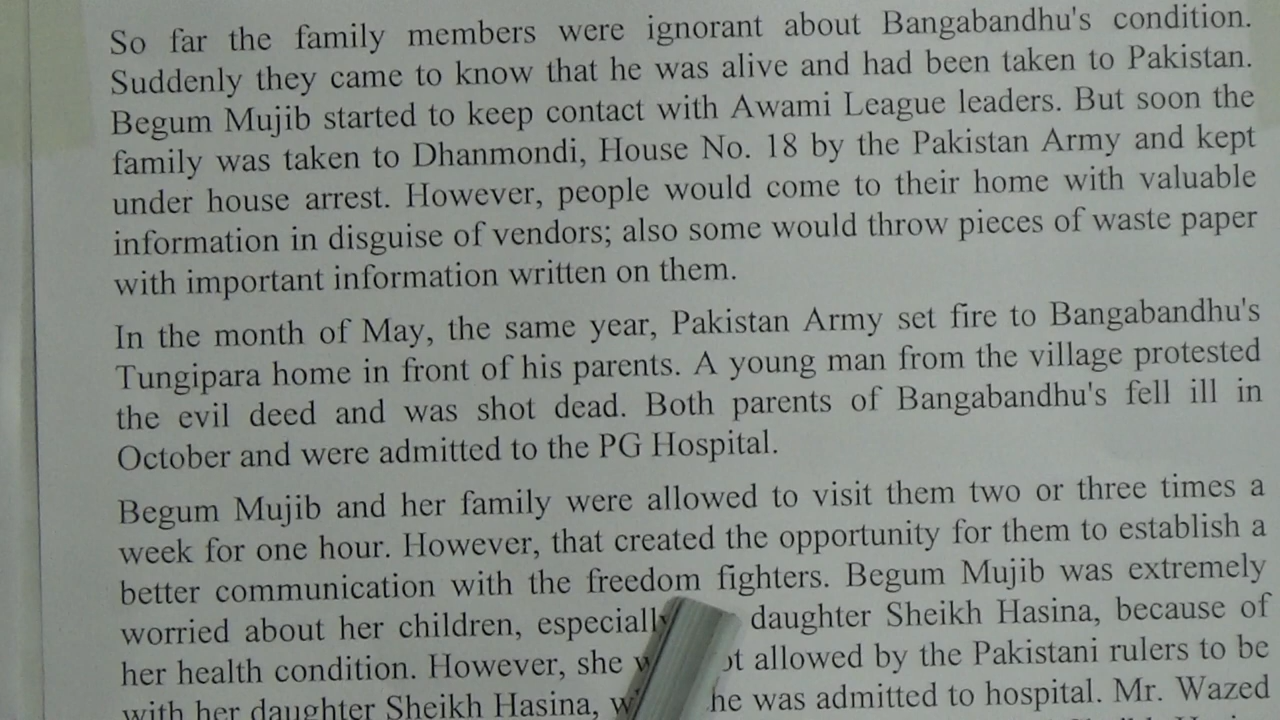 So far the family members were ignorant about Bangabandhu's condition.
Suddenly they came to know that he was alive and had been taken to Pakistan.
Begum Mujib started to keep contact with Awami League leaders. But soon the
family was taken to Dhanmondi, House No. 18 by the Pakistan Army and kept
under house arrest. However, people would come to their home with valuable
information in disguise of vendors; also some would throw pieces of waste paper
with important information written on them.
In the month of May, the same year, Pakistan Army set fire to Bangabandhu's
Tungipara home in front of his parents. A young man from the village protested
the evil deed and was shot dead. Both parents of Bangabandhu's fell ill in
October and were admitted to the PG Hospital.
Begum Mujib and her family were allowed to visit them two or three times a
week for one hour. However, that created the opportunity for them to establish a
better communication with the freedom fighters. Begum Mujib was extremely
worried about her children, especially daughter Sheikh Hasina, because of
her health condition. However, she allowed by the Pakistani rulers to be
with her daughter Sheikh Hasina, he was admitted to hospital. Mr. Wazed